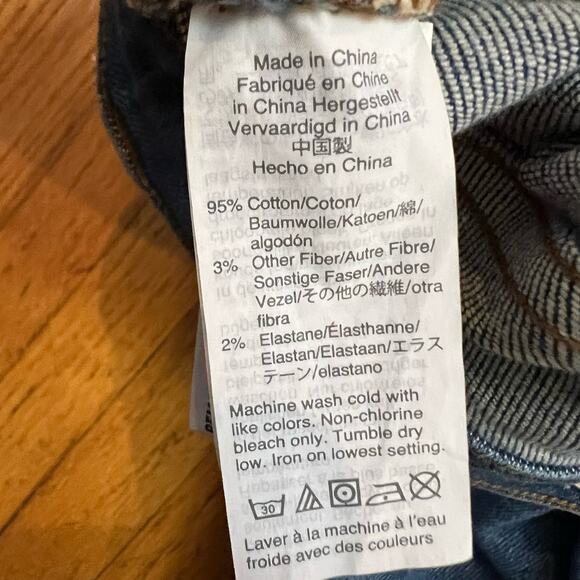 Made in China
Fabriqué en Chine
in China Hergestellt
Vervaardigd in China
中国製
Hecho en China
95% Cotton/Coton/
Baumwolle/Katoen/綿/
algodón
3% Other Fiber/Autre Fibre/
Sonstige Faser/Andere
Vezel/その他の繊維/otra
fibra
2% Elastane/Élasthanne/
Elastan/Elastaan/エラス
テーン/elastano
Machine wash cold with
like colors. Non-chlorine
bleach only. Tumble dry
low. Iron on lowest setting.
30
Laver à la machine à l'eau
froide avec des couleurs